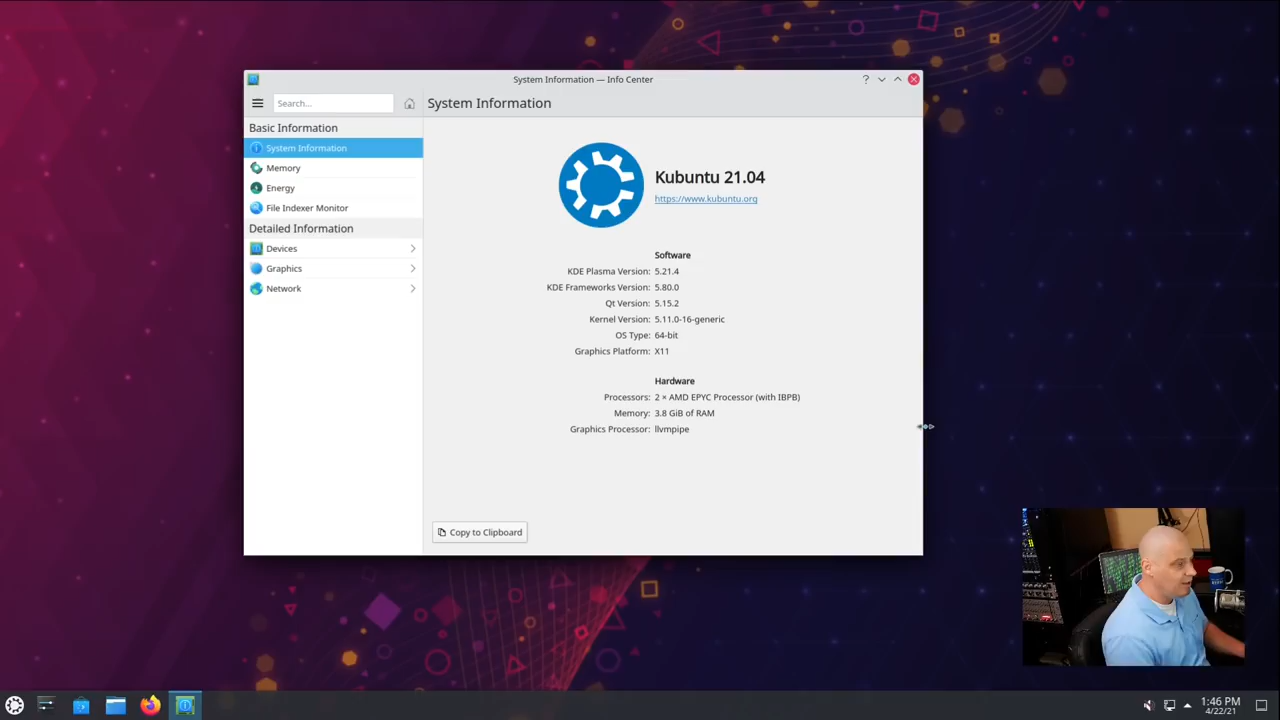 System Information — Info Center
Search...
System Information
Basic Information
System Information
Memory
Energy
File Indexer Monitor
Detailed Information
Devices
Graphics
Network
Kubuntu 21.04
https://www.kubuntu.org
Software
KDE Plasma Version: 5.21.4
KDE Frameworks Version: 5.80.0
Qt Version: 5.15.2
Kernel Version: 5.11.0-16-generic
OS Type: 64-bit
Graphics Platform: X11
Hardware
Processors: 2 × AMD EPYC Processor (with IBPB)
Memory: 3.8 GiB of RAM
Graphics Processor: llvmpipe
Copy to Clipboard
1:46 PM
4/22/21